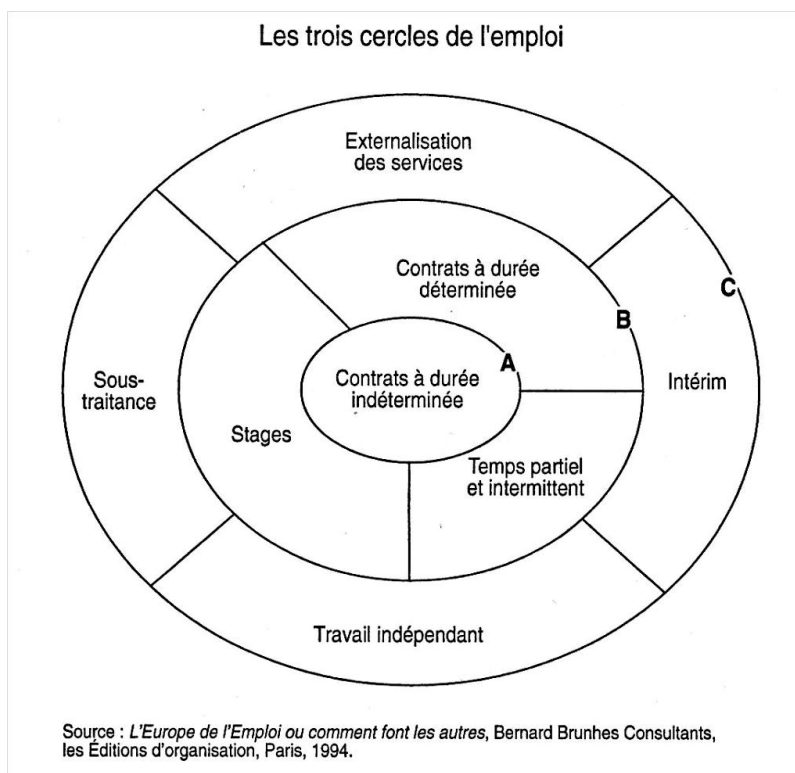 Les trois cercles de l'emploi
Externalisation
des services
Contrats à durée
déterminée
C
B
A
Contrats à durée
indéterminée
Sous-
traitance
Intérim
Stages
Temps partiel
et intermittent
Travail indépendant
Source : L'Europe de l'Emploi ou comment font les autres, Bernard Brunhes Consultants,
les Éditions d'organisation, Paris, 1994.